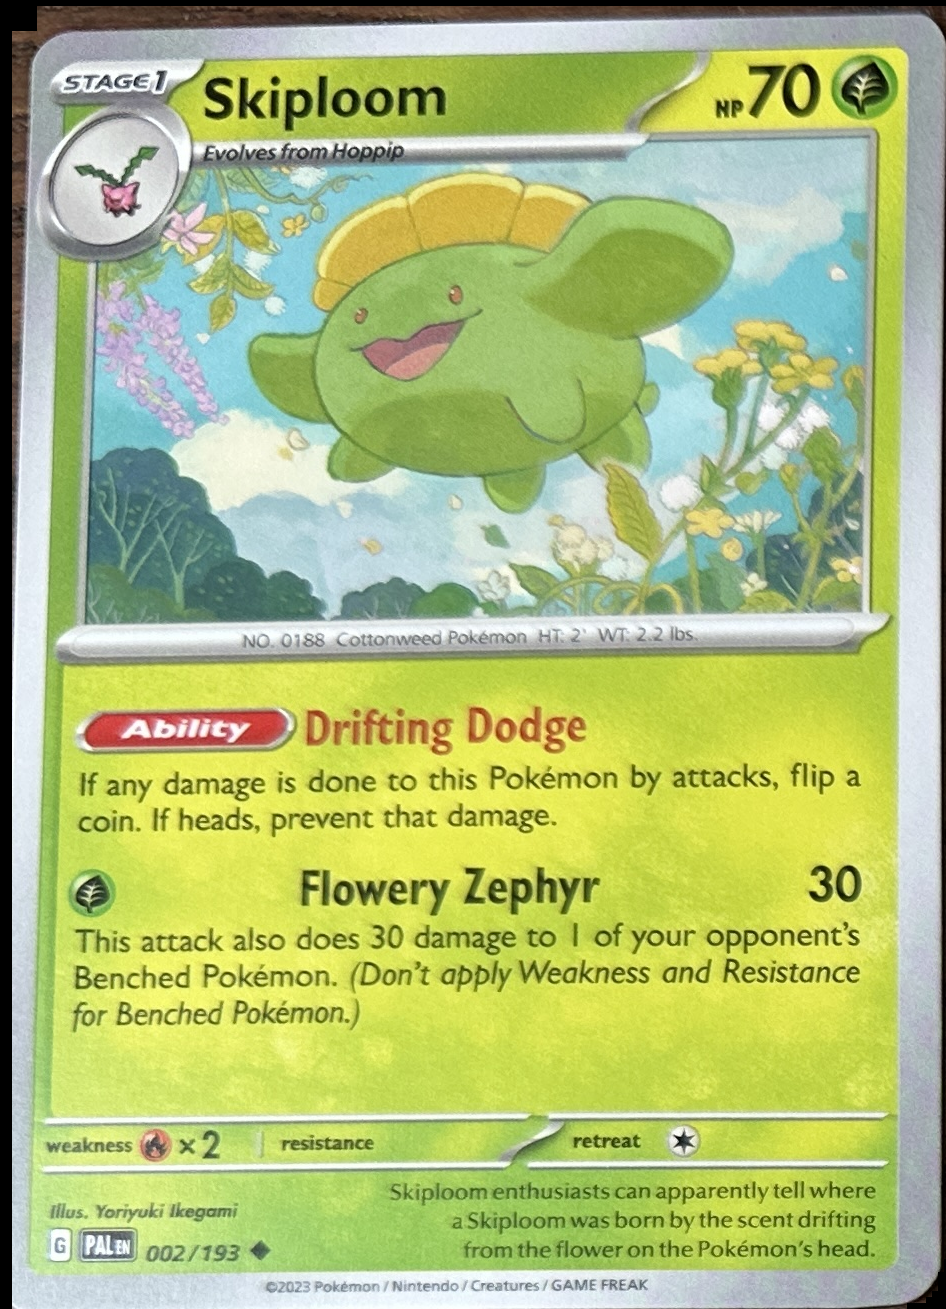 STAGE1
Skiploom
HP70
Evolves from Hoppip
NO. 0188 Cottonweed Pokémon HT: 2' WT: 2.2 lbs.
Ability Drifting Dodge
If any damage is done to this Pokémon by attacks, flip a
coin. If heads, prevent that damage.
Flowery Zephyr 30
This attack also does 30 damage to 1 of your opponent's
Benched Pokémon. (Don't apply Weakness and Resistance
for Benched Pokémon.)
weakness ×2 resistance retreat
Illus. Yoriyuki Ikegami
G PAL EN 002/193
Skiploom enthusiasts can apparently tell where
a Skiploom was born by the scent drifting
from the flower on the Pokémon's head.
©2023 Pokémon / Nintendo / Creatures / GAME FREAK